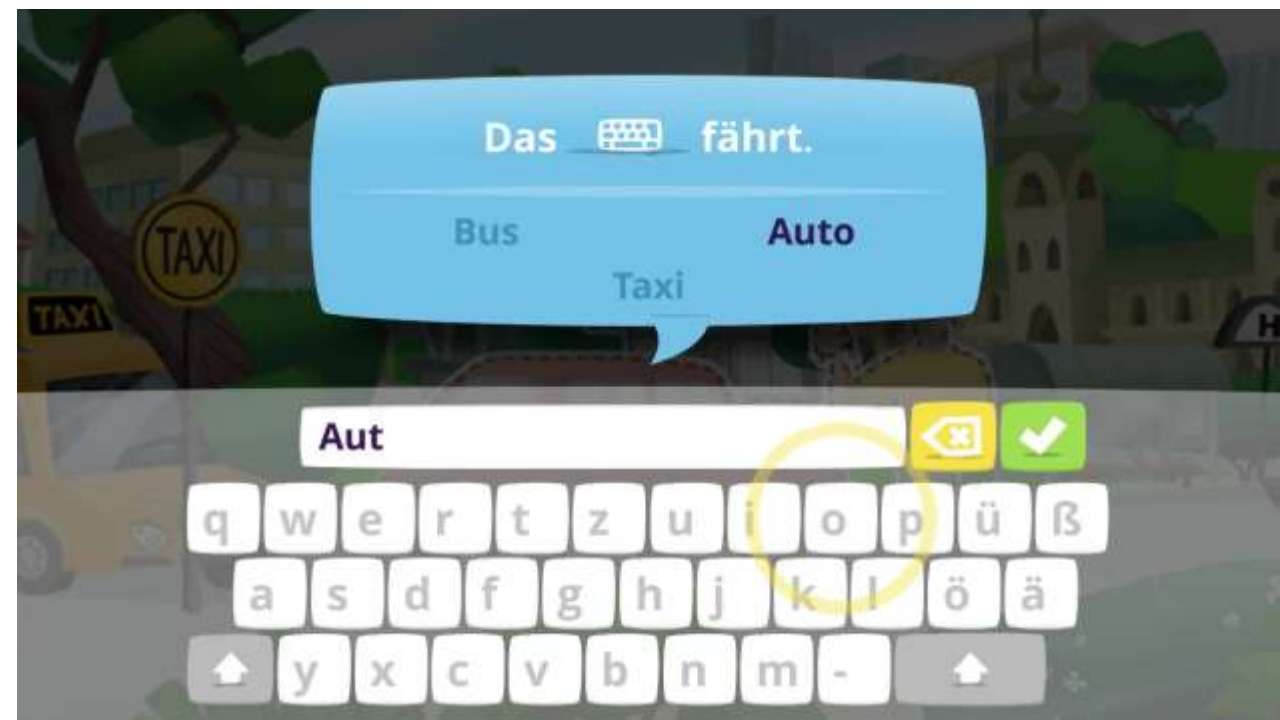 Das fährt.
Bus Auto
Taxi
TAXI
TAXI
H
Aut
q w e r t z u i o p ü ß
a s d f g h j k l ö ä
y x c v b n m -